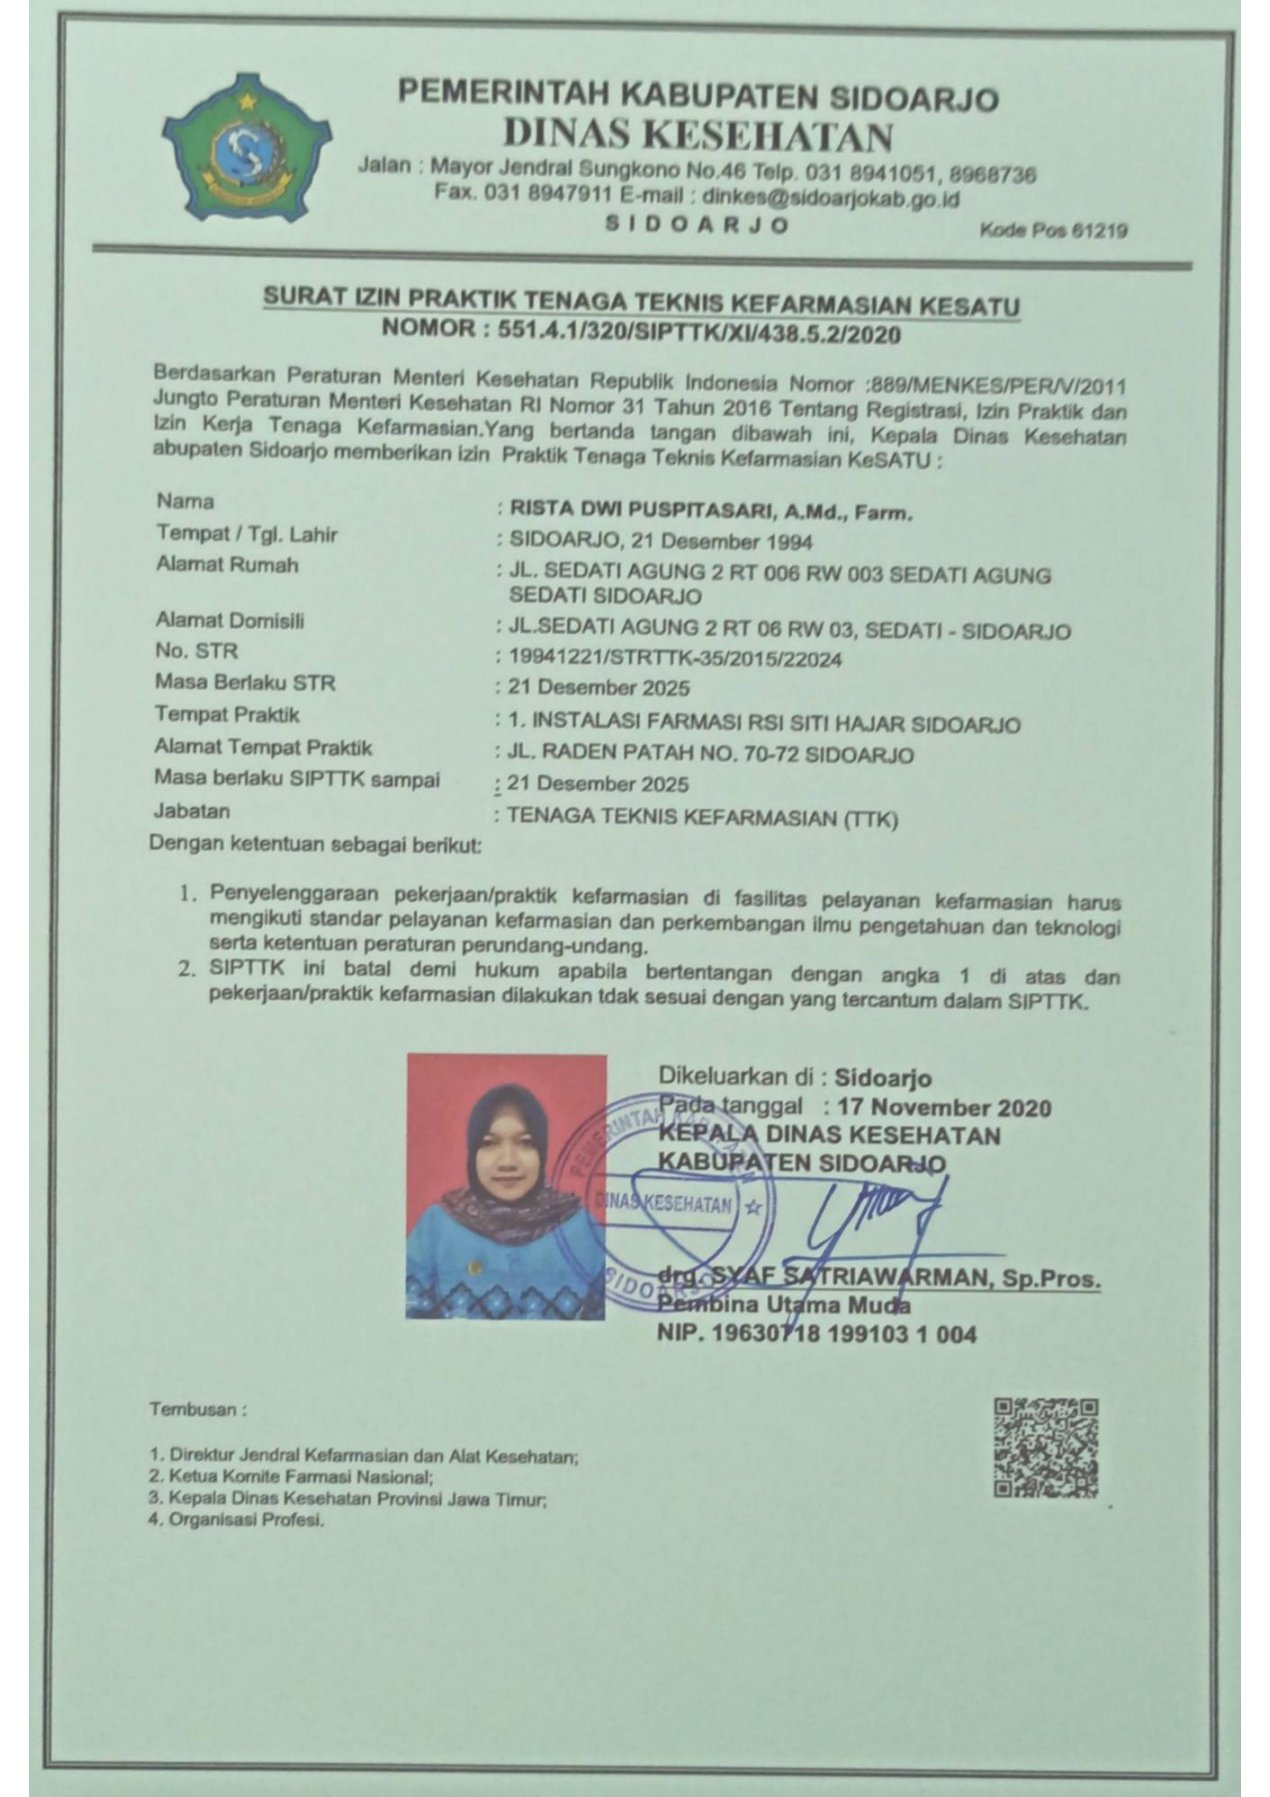 PEMERINTAH KABUPATEN SIDOARJO
DINAS KESEHATAN
Jalan : Mayor Jendral Sungkono No.46 Telp. 031 8941051, 8968736
Fax. 031 8947911 E-mail : dinkes@sidoarjokab.go.id
S I D O A R J O
Kode Pos 61219
SURAT IZIN PRAKTIK TENAGA TEKNIS KEFARMASIAN KESATU
NOMOR : 551.4.1/320/SIPTTK/XI/438.5.2/2020
Berdasarkan Peraturan Menteri Kesehatan Republik Indonesia Nomor :889/MENKES/PER/V/2011
Jungto Peraturan Menteri Kesehatan RI Nomor 31 Tahun 2016 Tentang Registrasi, Izin Praktik dan
Izin Kerja Tenaga Kefarmasian.Yang bertanda tangan dibawah ini, Kepala Dinas Kesehatan
abupaten Sidoarjo memberikan izin Praktik Tenaga Teknis Kefarmasian KeSATU :
Nama : RISTA DWI PUSPITASARI, A.Md., Farm.
Tempat / Tgl. Lahir : SIDOARJO, 21 Desember 1994
Alamat Rumah : JL. SEDATI AGUNG 2 RT 006 RW 003 SEDATI AGUNG
SEDATI SIDOARJO
Alamat Domisili : JL.SEDATI AGUNG 2 RT 06 RW 03, SEDATI - SIDOARJO
No. STR : 19941221/STRTTK-35/2015/22024
Masa Berlaku STR : 21 Desember 2025
Tempat Praktik : 1. INSTALASI FARMASI RSI SITI HAJAR SIDOARJO
Alamat Tempat Praktik : JL. RADEN PATAH NO. 70-72 SIDOARJO
Masa berlaku SIPTTK sampai : 21 Desember 2025
Jabatan : TENAGA TEKNIS KEFARMASIAN (TTK)
Dengan ketentuan sebagai berikut:
1. Penyelenggaraan pekerjaan/praktik kefarmasian di fasilitas pelayanan kefarmasian harus
mengikuti standar pelayanan kefarmasian dan perkembangan ilmu pengetahuan dan teknologi
serta ketentuan peraturan perundang-undang.
2. SIPTTK ini batal demi hukum apabila bertentangan dengan angka 1 di atas dan
pekerjaan/praktik kefarmasian dilakukan tdak sesuai dengan yang tercantum dalam SIPTTK.
Dikeluarkan di : Sidoarjo
Pada tanggal : 17 November 2020
KEPALA DINAS KESEHATAN
KABUPATEN SIDOARJO
PEMERINTAH KABUPATEN
DINAS KESEHATAN
SIDOARJO
drg. SYAF SATRIAWARMAN, Sp.Pros.
Pembina Utama Muda
NIP. 19630718 199103 1 004
Tembusan :
1. Direktur Jendral Kefarmasian dan Alat Kesehatan;
2. Ketua Komite Farmasi Nasional;
3. Kepala Dinas Kesehatan Provinsi Jawa Timur;
4. Organisasi Profesi.